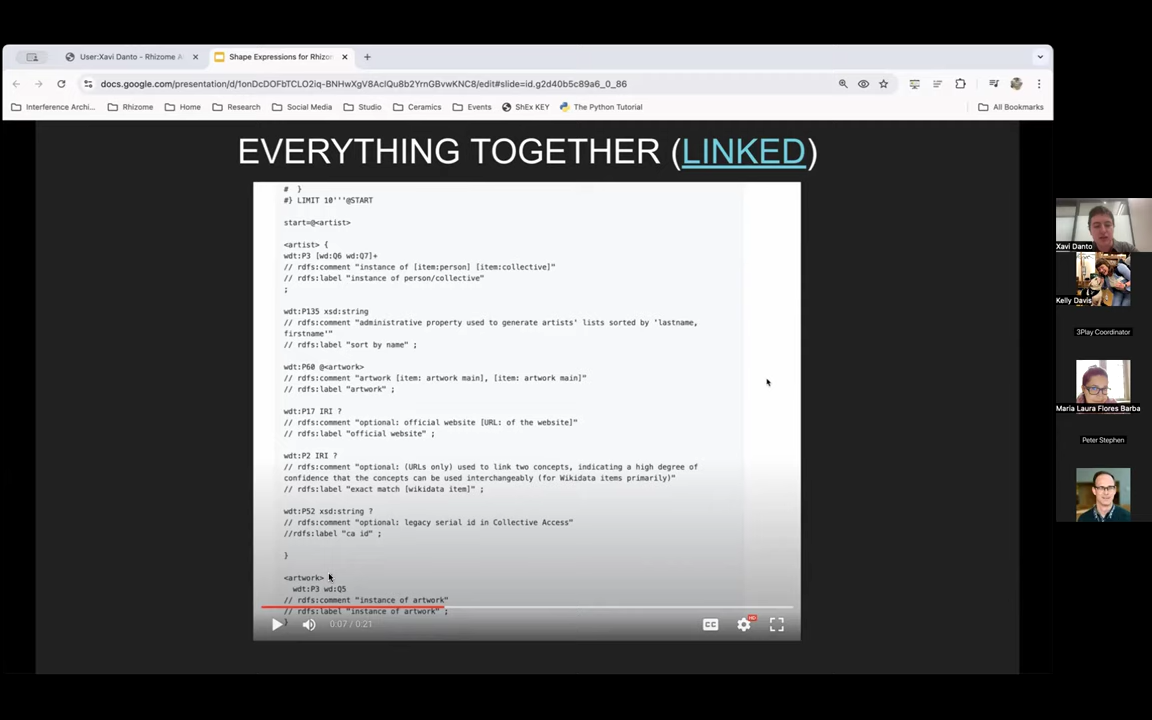 User:Xavi Danto - Rhizome A
Shape Expressions for Rhizom
docs.google.com/presentation/d/1onDcDOFbTCLO2iq-BNHwXgV8AcIQu8b2YrnGBvwKNC8/edit#slide=id.g2d40b5c89a6_0_86
Interference Archi... Rhizome Home Research Social Media Studio Ceramics Events ShEx KEY The Python Tutorial All Bookmarks
EVERYTHING TOGETHER (LINKED)
#  }
#} LIMIT 10'''@START
start=@<artist>
<artist> {
wdt:P3 [wd:Q6 wd:Q7]+
// rdfs:comment "instance of [item:person] [item:collective]"
// rdfs:label "instance of person/collective"
;
wdt:P135 xsd:string
// rdfs:comment "administrative property used to generate artists' lists sorted by 'lastname,
firstname'"
// rdfs:label "sort by name" ;
wdt:P60 @<artwork>
// rdfs:comment "artwork [item: artwork main], [item: artwork main]"
// rdfs:label "artwork" ;
wdt:P17 IRI ?
// rdfs:comment "optional: official website [URL: of the website]"
// rdfs:label "official website" ;
wdt:P2 IRI ?
// rdfs:comment "optional: (URLs only) used to link two concepts, indicating a high degree of
confidence that the concepts can be used interchangeably (for Wikidata items primarily)"
// rdfs:label "exact match [wikidata item]" ;
wdt:P52 xsd:string ?
// rdfs:comment "optional: legacy serial id in Collective Access"
//rdfs:label "ca id" ;
}
<artwork>
wdt:P3 wd:Q5
// rdfs:comment "instance of artwork"
// rdfs:label "instance of artwork" ;
}
0:07 / 0:21
CC
HD
Xavi Danto
Kelly Davis
3Play Coordinator
Maria Laura Flores Barba
Peter Stephen